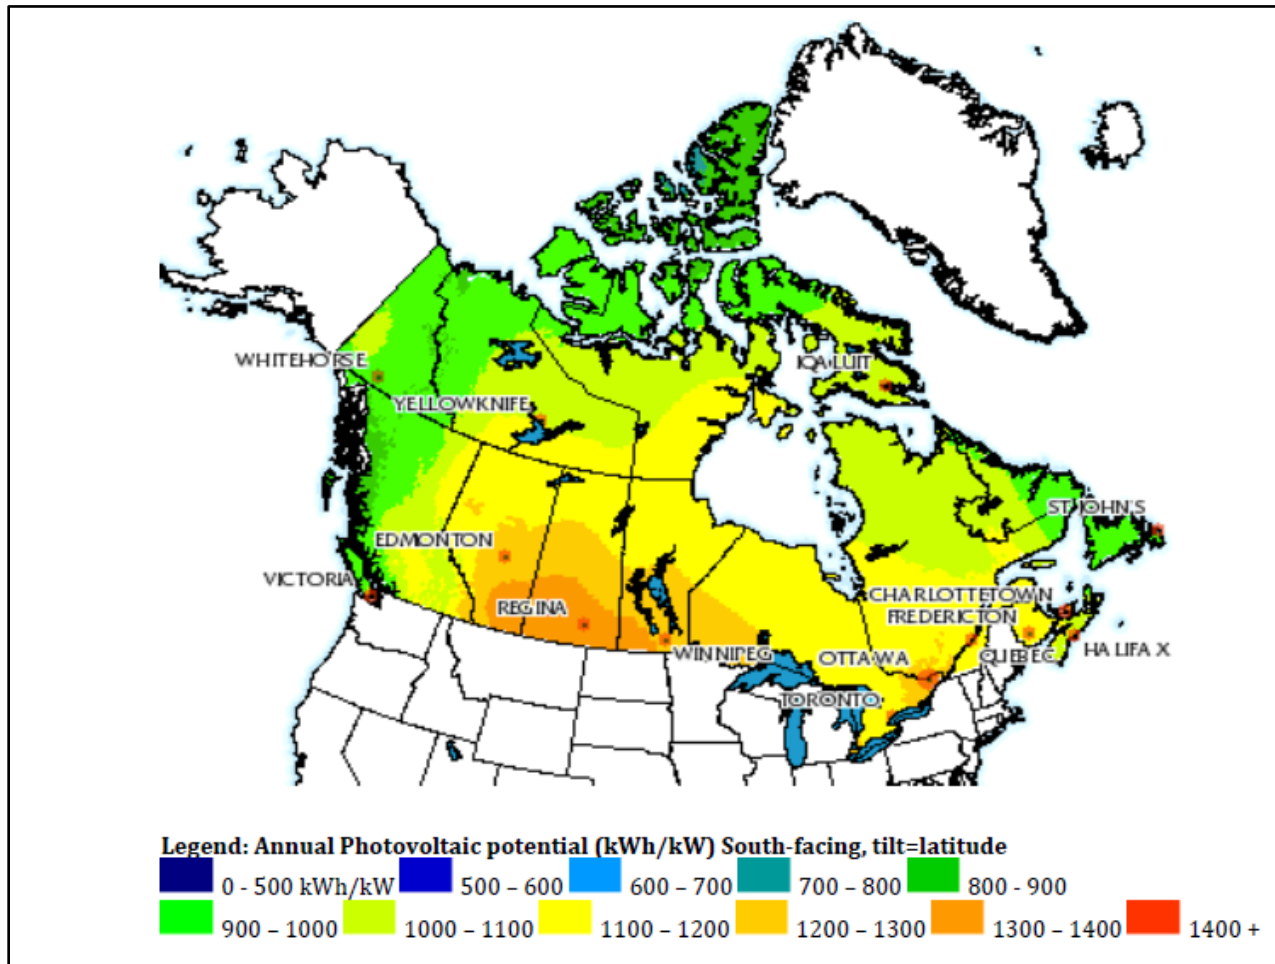 WHITEHORSE
IQALUIT
YELLOWKNIFE
ST. JOHN'S
EDMONTON
VICTORIA
CHARLOTTETOWN
REGINA
FREDERICTON
WINNIPEG
OTTAWA
QUEBEC
HALIFAX
TORONTO
Legend: Annual Photovoltaic potential (kWh/kW) South-facing, tilt=latitude
0 - 500 kWh/kW 500 – 600 600 – 700 700 – 800 800 - 900
900 – 1000 1000 – 1100 1100 – 1200 1200 – 1300 1300 – 1400 1400 +